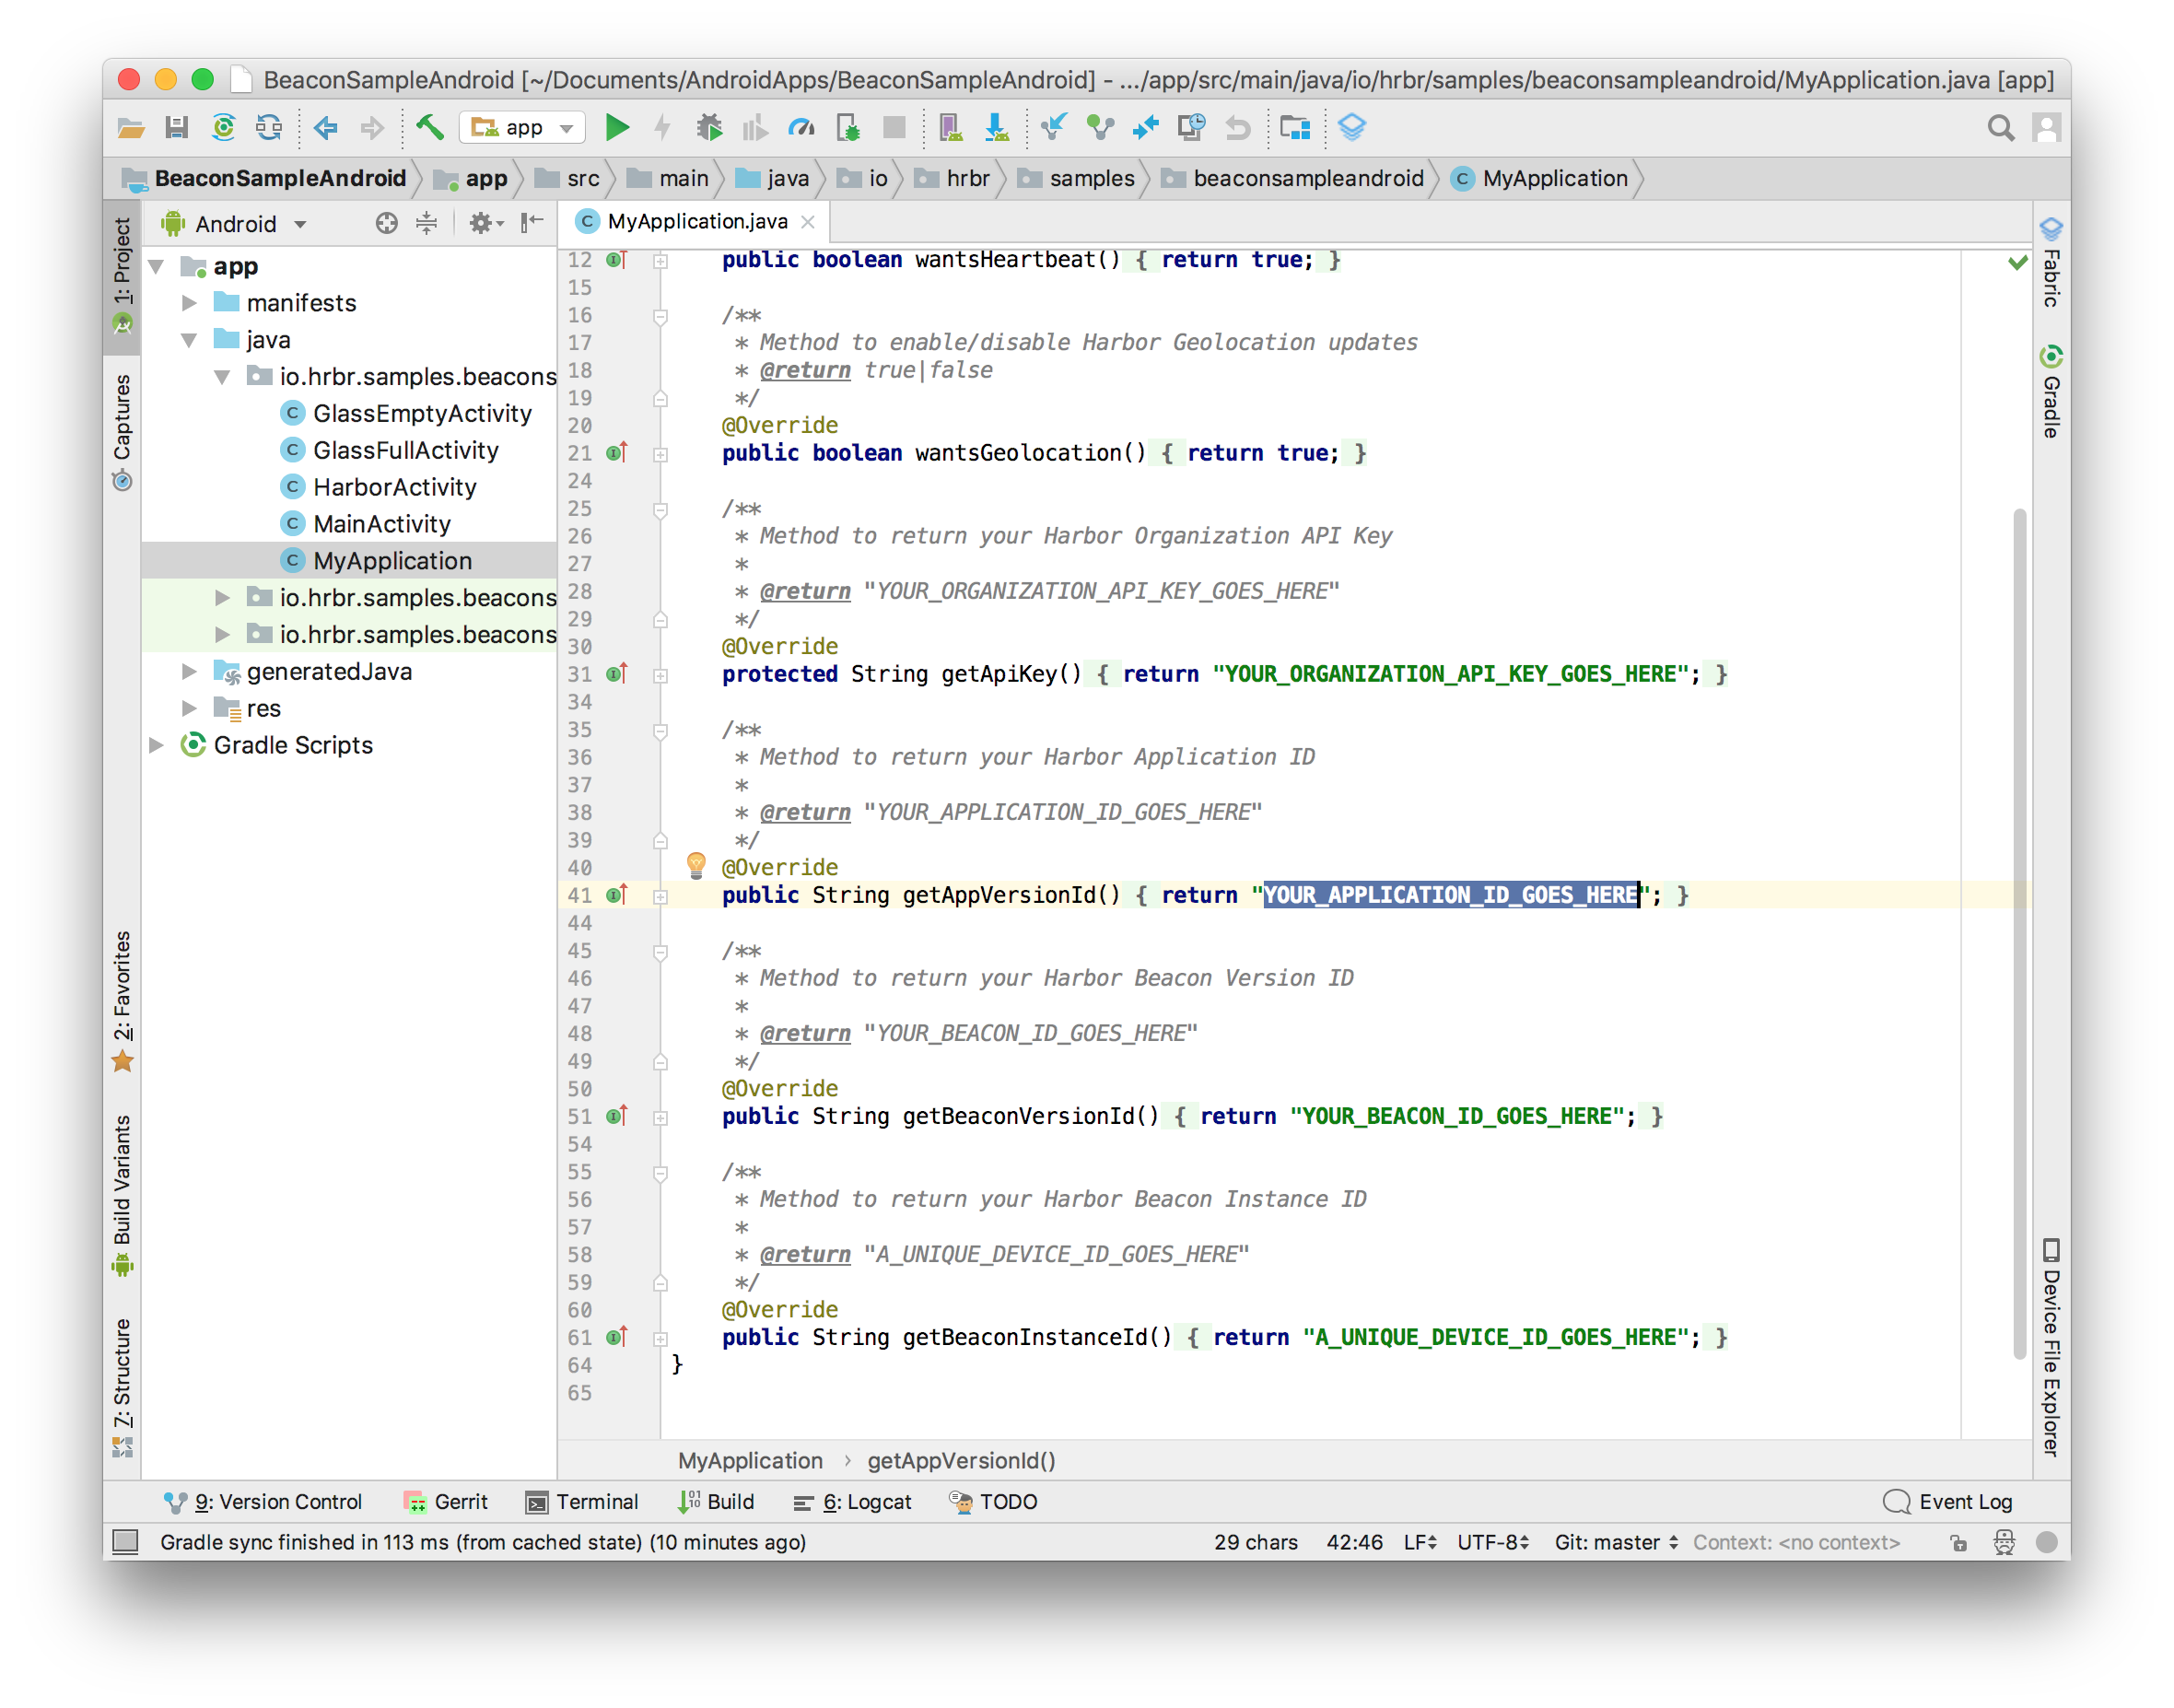 BeaconSampleAndroid [~/Documents/AndroidApps/BeaconSampleAndroid] - .../app/src/main/java/io/hrbr/samples/beaconsampleandroid/MyApplication.java [app]
app
BeaconSampleAndroid app src main java io hrbr samples beaconsampleandroid C MyApplication
1: Project
Captures
2: Favorites
Build Variants
7: Structure
Android
app
manifests
java
io.hrbr.samples.beacons
C GlassEmptyActivity
C GlassFullActivity
C HarborActivity
C MainActivity
C MyApplication
io.hrbr.samples.beacons
io.hrbr.samples.beacons
generatedJava
res
Gradle Scripts
C MyApplication.java
12 public boolean wantsHeartbeat() { return true; }
15
16 /**
17 * Method to enable/disable Harbor Geolocation updates
18 * @return true|false
19 */
20 @Override
21 public boolean wantsGeolocation() { return true; }
24
25 /**
26 * Method to return your Harbor Organization API Key
27 *
28 * @return "YOUR_ORGANIZATION_API_KEY_GOES_HERE"
29 */
30 @Override
31 protected String getApiKey() { return "YOUR_ORGANIZATION_API_KEY_GOES_HERE"; }
34
35 /**
36 * Method to return your Harbor Application ID
37 *
38 * @return "YOUR_APPLICATION_ID_GOES_HERE"
39 */
40 @Override
41 public String getAppVersionId() { return "YOUR_APPLICATION_ID_GOES_HERE"; }
44
45 /**
46 * Method to return your Harbor Beacon Version ID
47 *
48 * @return "YOUR_BEACON_ID_GOES_HERE"
49 */
50 @Override
51 public String getBeaconVersionId() { return "YOUR_BEACON_ID_GOES_HERE"; }
54
55 /**
56 * Method to return your Harbor Beacon Instance ID
57 *
58 * @return "A_UNIQUE_DEVICE_ID_GOES_HERE"
59 */
60 @Override
61 public String getBeaconInstanceId() { return "A_UNIQUE_DEVICE_ID_GOES_HERE"; }
64 }
65
MyApplication › getAppVersionId()
Fabric
Gradle
Device File Explorer
9: Version Control Gerrit Terminal Build 6: Logcat TODO Event Log
Gradle sync finished in 113 ms (from cached state) (10 minutes ago) 29 chars 42:46 LF UTF-8 Git: master Context: <no context>